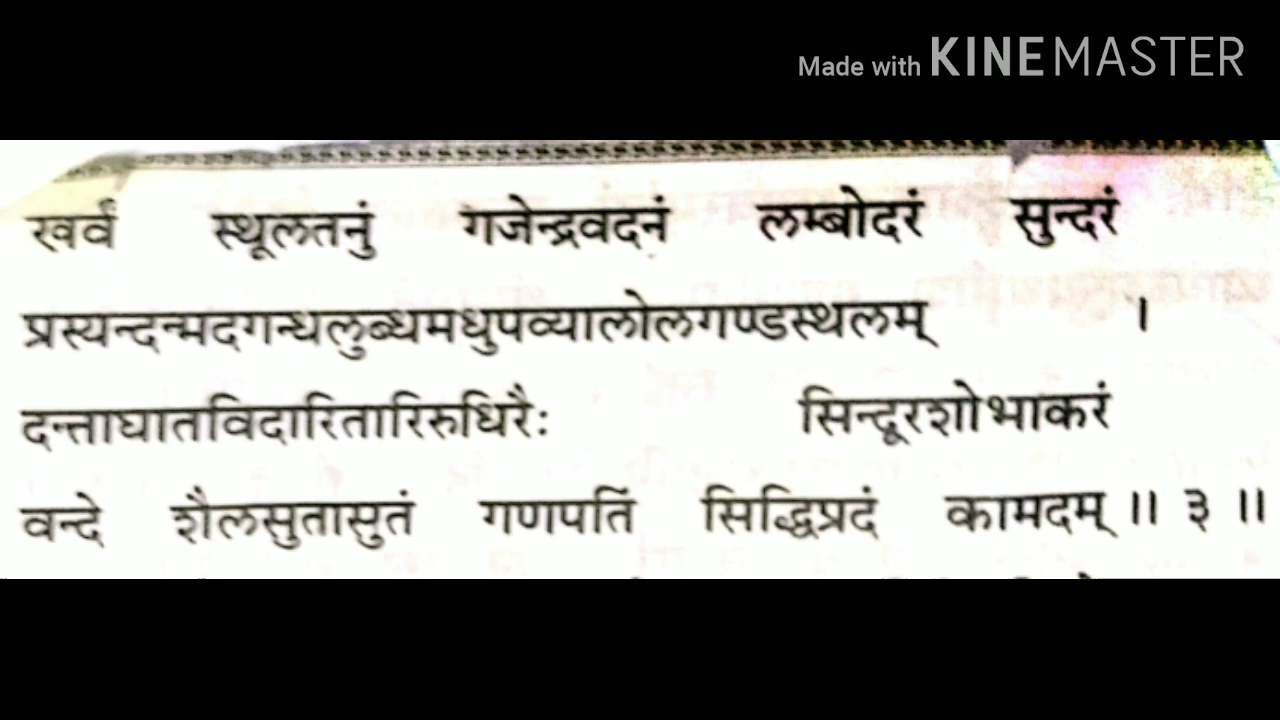 Made with KINEMASTER
खर्वं स्थूलतनुं गजेन्द्रवदनं लम्बोदरं सुन्दरं
प्रस्यन्दन्मदगन्धलुब्धमधुपव्यालोलगण्डस्थलम् ।
दन्ताघातविदारितारिरुधिरैः सिन्दूरशोभाकरं
वन्दे शैलसुतासुतं गणपतिं सिद्धिप्रदं कामदम् ॥ ३ ॥